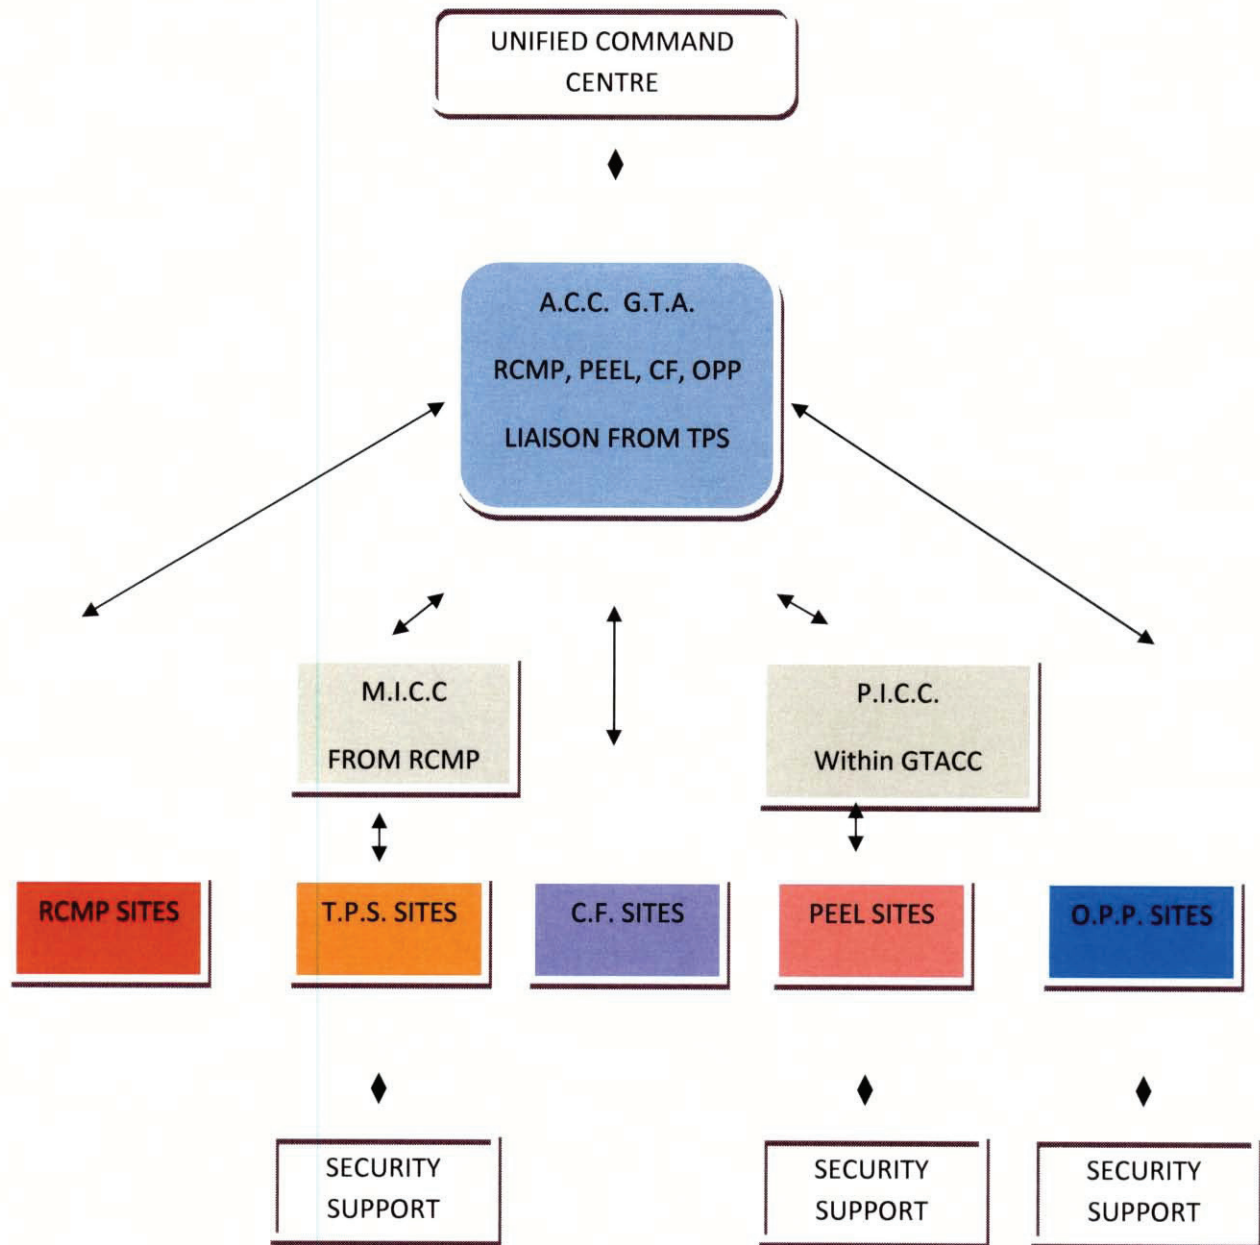 UNIFIED COMMAND
CENTRE
A.C.C. G.T.A.
RCMP, PEEL, CF, OPP
LIAISON FROM TPS
M.I.C.C
FROM RCMP
P.I.C.C.
Within GTACC
RCMP SITES
T.P.S. SITES
C.F. SITES
PEEL SITES
O.P.P. SITES
SECURITY
SUPPORT
SECURITY
SUPPORT
SECURITY
SUPPORT